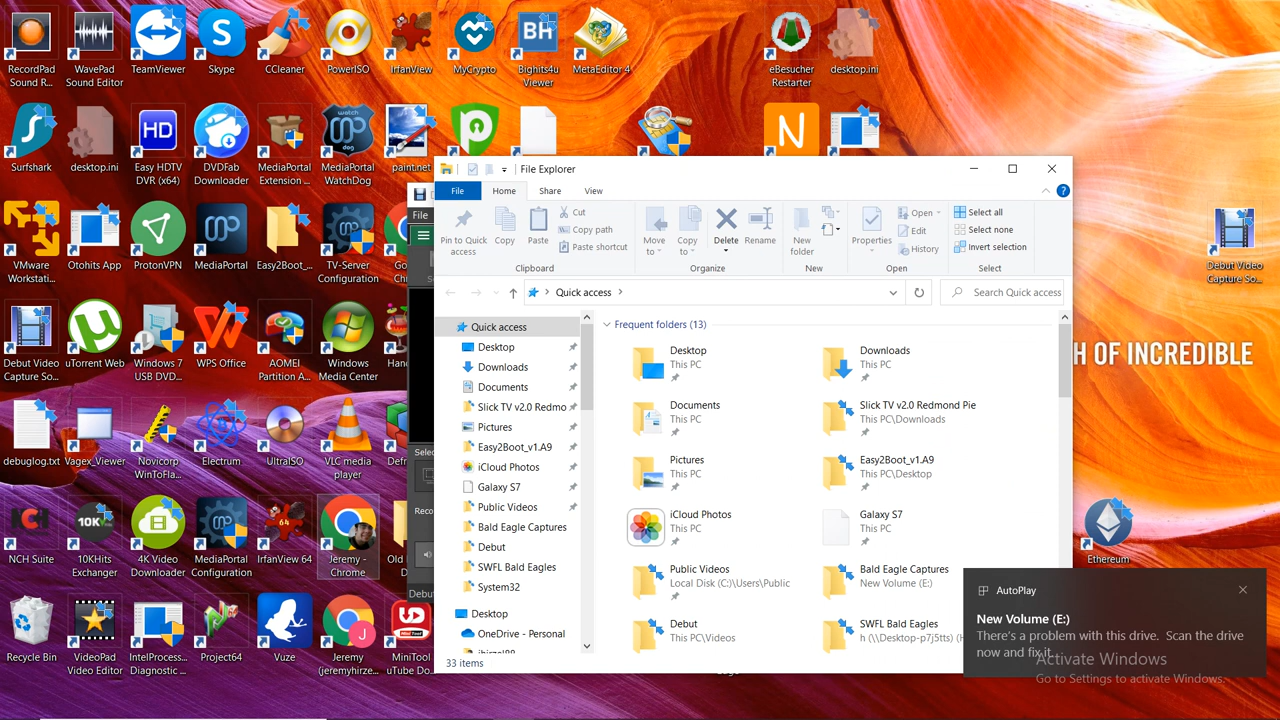 RecordPad
Sound R...
WavePad
Sound Editor
TeamViewer
Skype
CCleaner
PowerISO
IrfanView
MyCrypto
Bighits4u
Viewer
MetaEditor 4
eBesucher
Restarter
desktop.ini
Surfshark
desktop.ini
Easy HDTV
DVR (x64)
DVDFab
Downloader
MediaPortal
Extension ...
MediaPortal
WatchDog
paint.net
VMware
Workstati...
Otohits App
ProtonVPN
MediaPortal
Easy2Boot_...
TV-Server
Configuration
Debut Video
Capture So...
uTorrent Web
Windows 7
USB DVD...
WPS Office
AOMEI
Partition A...
Windows
Media Center
debuglog.txt
Vagex_Viewer
Novicorp
WinToFla...
Electrum
UltraISO
VLC media
player
NCH Suite
10KHits
Exchanger
4K Video
Downloader
MediaPortal
Configuration
IrfanView 64
Jeremy -
Chrome
Recycle Bin
VideoPad
Video Editor
IntelProcess...
Diagnostic ...
Project64
Vuze
Jeremy
(jeremyhirze...
MiniTool
uTube Do...
File
File Explorer
File
Home
Share
View
Pin to Quick
access
Copy
Paste
Cut
Copy path
Paste shortcut
Clipboard
Move
to
Copy
to
Delete
Rename
Organize
New
folder
New
Properties
Open
Edit
History
Open
Select all
Select none
Invert selection
Select
Quick access
Search Quick access
Quick access
Desktop
Downloads
Documents
Slick TV v2.0 Redmo
Pictures
Easy2Boot_v1.A9
iCloud Photos
Galaxy S7
Public Videos
Bald Eagle Captures
Debut
SWFL Bald Eagles
System32
Desktop
OneDrive - Personal
33 items
Frequent folders (13)
Desktop
This PC
Downloads
This PC
Documents
This PC
Slick TV v2.0 Redmond Pie
This PC\Downloads
Pictures
This PC
Easy2Boot_v1.A9
This PC\Desktop
iCloud Photos
This PC
Galaxy S7
This PC
Public Videos
Local Disk (C:)\Users\Public
Bald Eagle Captures
New Volume (E:)
Debut
This PC\Videos
SWFL Bald Eagles
h (\\Desktop-p7j5tts) (H
Debut Video
Capture So...
H OF INCREDIBLE
Ethereum
AutoPlay
New Volume (E:)
There's a problem with this drive. Scan the drive
now and fix it.
Activate Windows
Go to Settings to activate Windows.